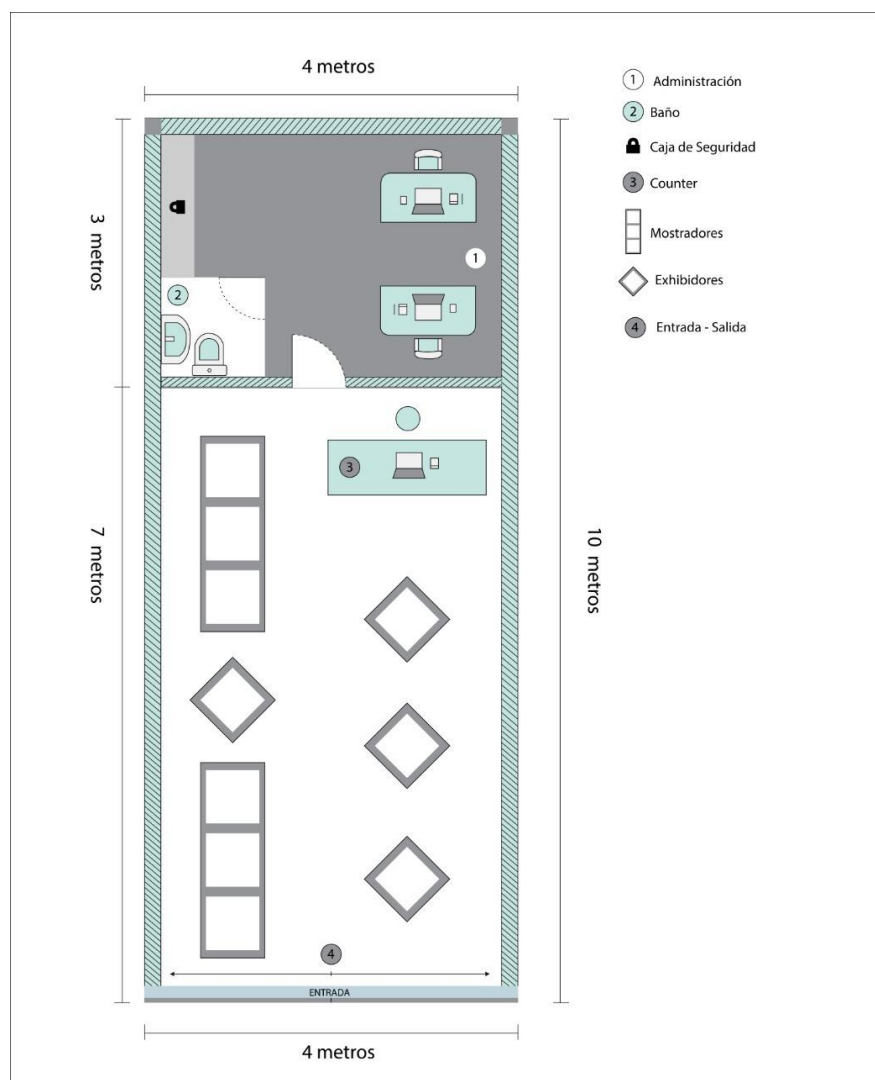 4 metros
1 Administración
2 Baño
Caja de Seguridad
3 Counter
Mostradores
Exhibidores
4 Entrada - Salida
3 metros
1
2
7 metros
3
10 metros
4
ENTRADA
4 metros